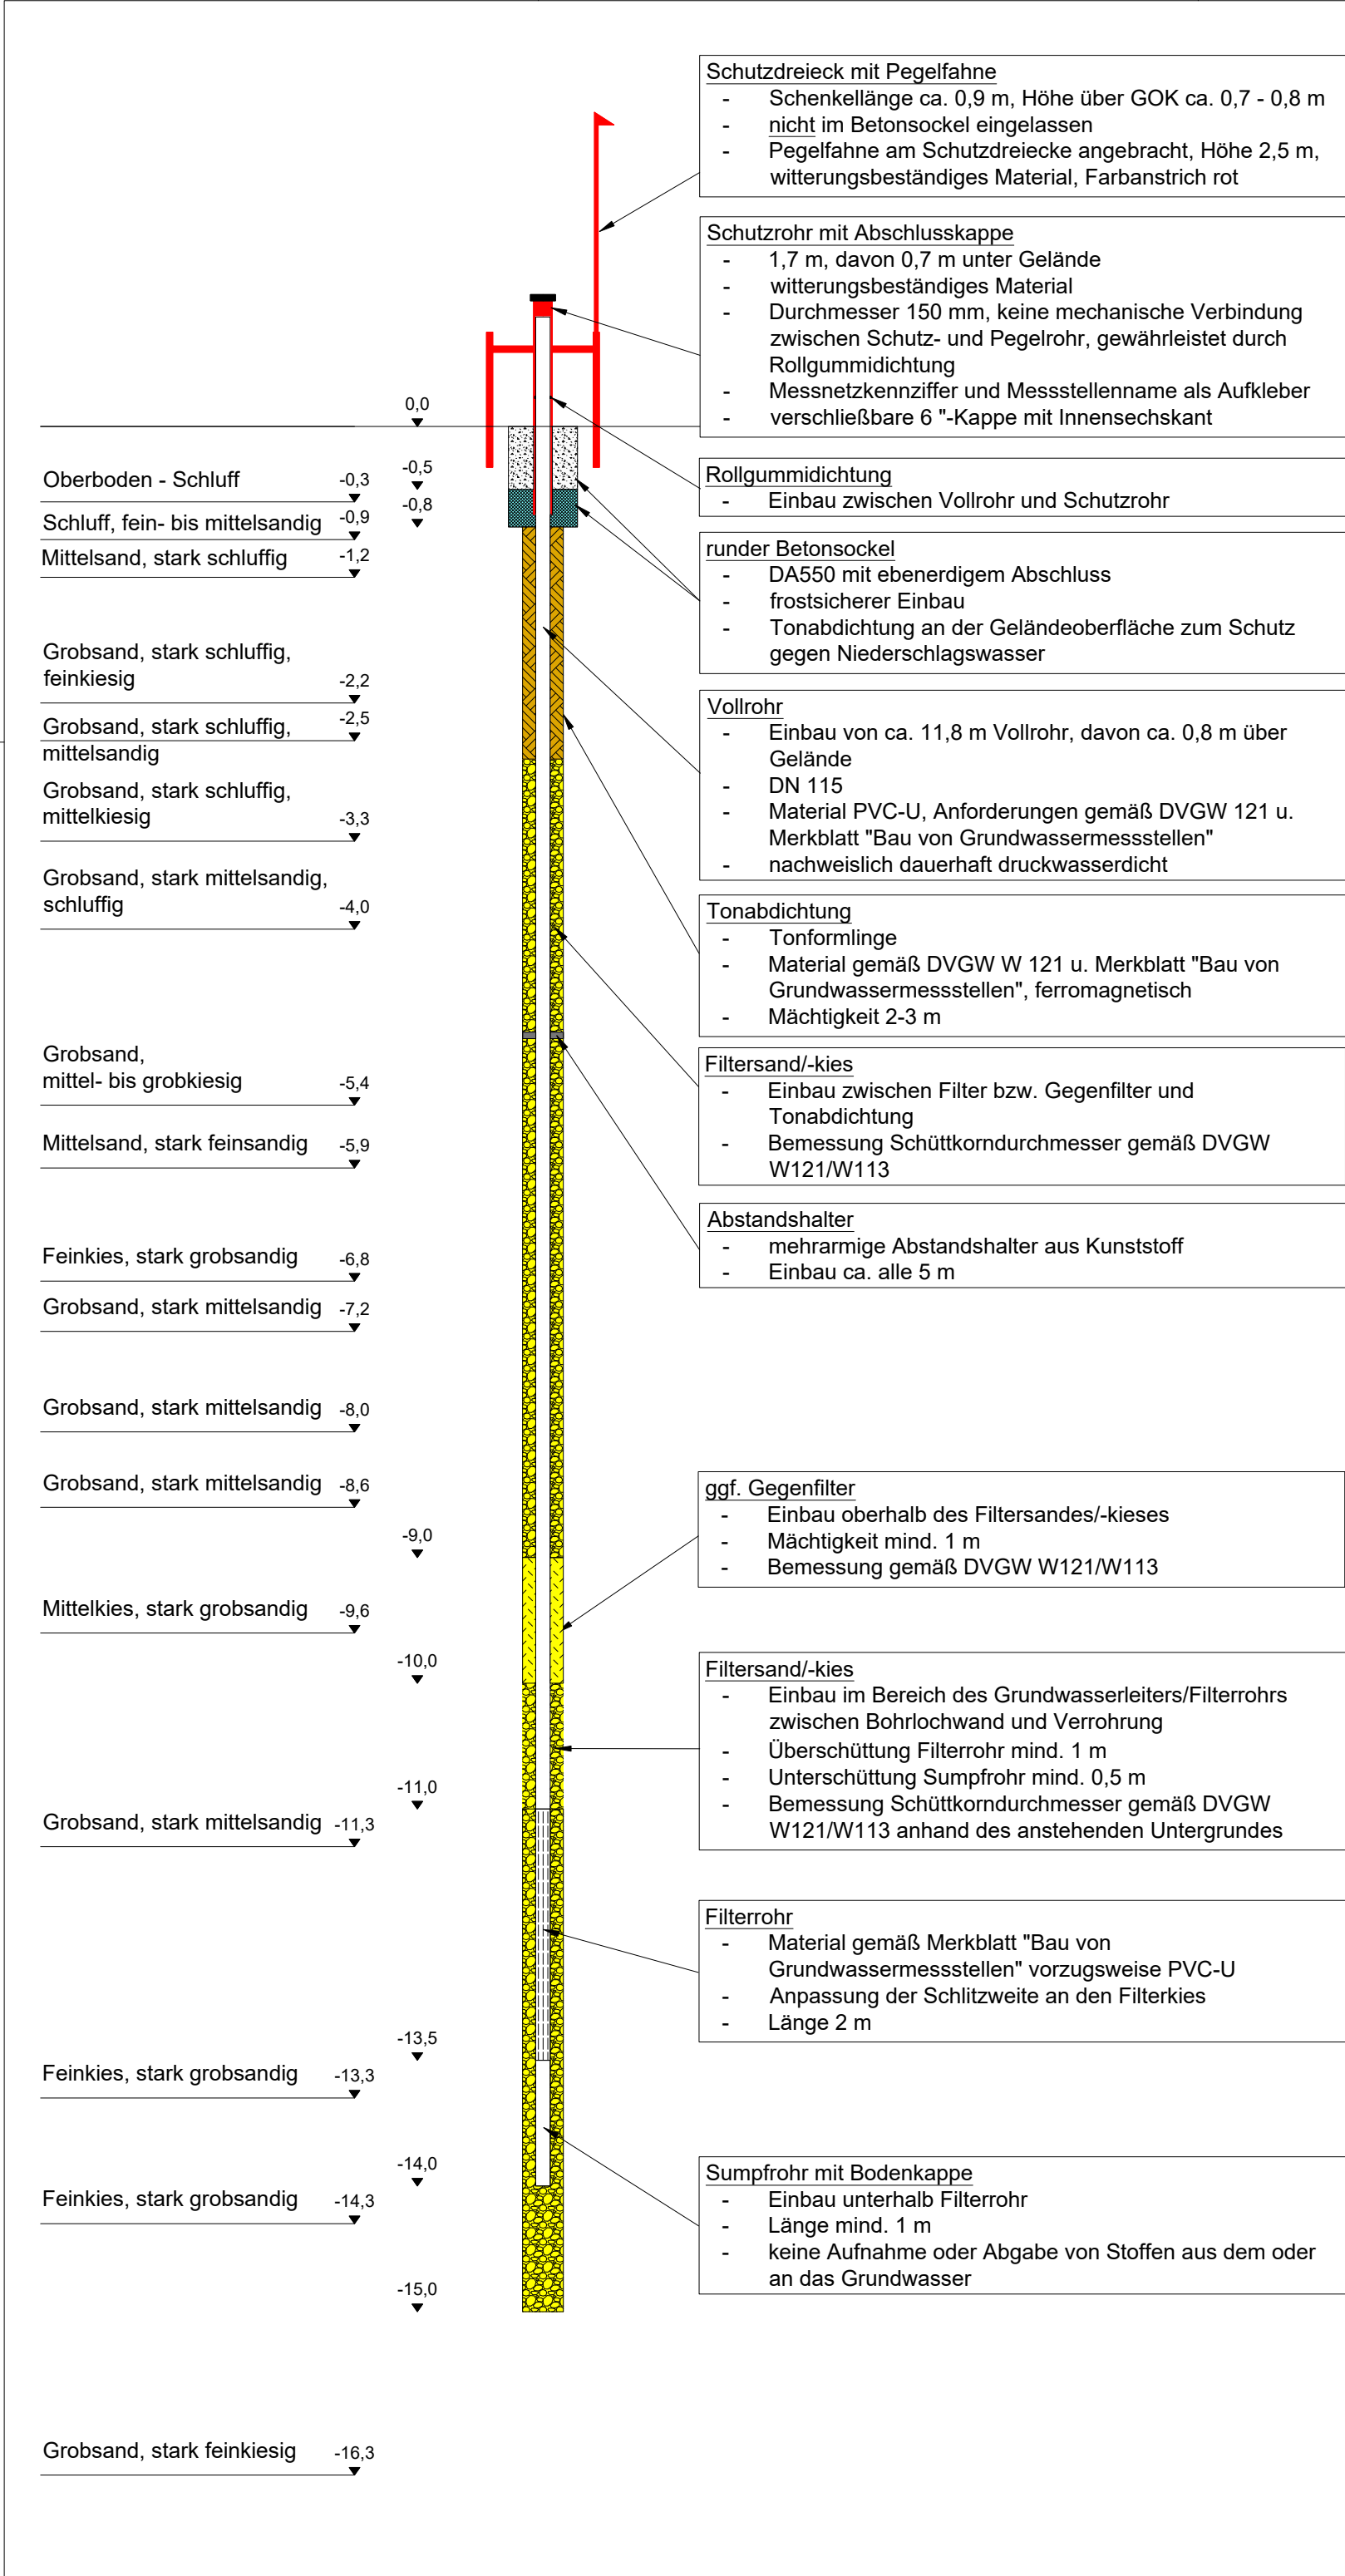 Schutzdreieck mit Pegelfahne
- Schenkellänge ca. 0,9 m, Höhe über GOK ca. 0,7 - 0,8 m
- nicht im Betonsockel eingelassen
- Pegelfahne am Schutzdreiecke angebracht, Höhe 2,5 m,
witterungsbeständiges Material, Farbanstrich rot
Schutzrohr mit Abschlusskappe
- 1,7 m, davon 0,7 m unter Gelände
- witterungsbeständiges Material
- Durchmesser 150 mm, keine mechanische Verbindung
zwischen Schutz- und Pegelrohr, gewährleistet durch
Rollgummidichtung
- Messnetzkennziffer und Messstellenname als Aufkleber
- verschließbare 6 "-Kappe mit Innensechskant
Rollgummidichtung
- Einbau zwischen Vollrohr und Schutzrohr
runder Betonsockel
- DA550 mit ebenerdigem Abschluss
- frostsicherer Einbau
- Tonabdichtung an der Geländeoberfläche zum Schutz
gegen Niederschlagswasser
Vollrohr
- Einbau von ca. 11,8 m Vollrohr, davon ca. 0,8 m über
Gelände
- DN 115
- Material PVC-U, Anforderungen gemäß DVGW 121 u.
Merkblatt "Bau von Grundwassermessstellen"
- nachweislich dauerhaft druckwasserdicht
Tonabdichtung
- Tonformlinge
- Material gemäß DVGW W 121 u. Merkblatt "Bau von
Grundwassermessstellen", ferromagnetisch
- Mächtigkeit 2-3 m
Filtersand/-kies
- Einbau zwischen Filter bzw. Gegenfilter und
Tonabdichtung
- Bemessung Schüttkorndurchmesser gemäß DVGW
W121/W113
Abstandshalter
- mehrarmige Abstandshalter aus Kunststoff
- Einbau ca. alle 5 m
ggf. Gegenfilter
- Einbau oberhalb des Filtersandes/-kieses
- Mächtigkeit mind. 1 m
- Bemessung gemäß DVGW W121/W113
Filtersand/-kies
- Einbau im Bereich des Grundwasserleiters/Filterrohrs
zwischen Bohrlochwand und Verrohrung
- Überschüttung Filterrohr mind. 1 m
- Unterschüttung Sumpfrohr mind. 0,5 m
- Bemessung Schüttkorndurchmesser gemäß DVGW
W121/W113 anhand des anstehenden Untergrundes
Filterrohr
- Material gemäß Merkblatt "Bau von
Grundwassermessstellen" vorzugsweise PVC-U
- Anpassung der Schlitzweite an den Filterkies
- Länge 2 m
Sumpfrohr mit Bodenkappe
- Einbau unterhalb Filterrohr
- Länge mind. 1 m
- keine Aufnahme oder Abgabe von Stoffen aus dem oder
an das Grundwasser
Oberboden - Schluff -0,3
Schluff, fein- bis mittelsandig -0,9
Mittelsand, stark schluffig -1,2
Grobsand, stark schluffig,
feinkiesig -2,2
Grobsand, stark schluffig, -2,5
mittelsandig
Grobsand, stark schluffig,
mittelkiesig -3,3
Grobsand, stark mittelsandig,
schluffig -4,0
Grobsand,
mittel- bis grobkiesig -5,4
Mittelsand, stark feinsandig -5,9
Feinkies, stark grobsandig -6,8
Grobsand, stark mittelsandig -7,2
Grobsand, stark mittelsandig -8,0
Grobsand, stark mittelsandig -8,6
Mittelkies, stark grobsandig -9,6
Grobsand, stark mittelsandig -11,3
Feinkies, stark grobsandig -13,3
Feinkies, stark grobsandig -14,3
Grobsand, stark feinkiesig -16,3
0,0
-0,5
-0,8
-9,0
-10,0
-11,0
-13,5
-14,0
-15,0